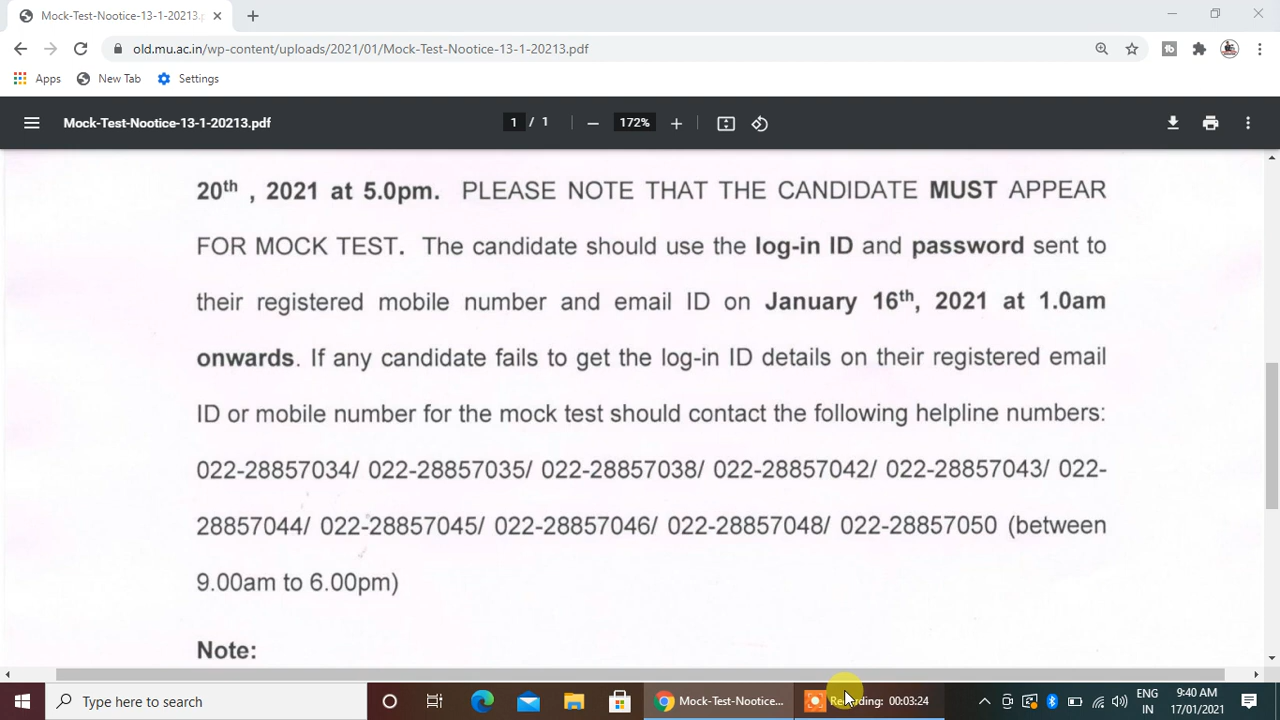 Mock-Test-Nootice-13-1-20213.p
old.mu.ac.in/wp-content/uploads/2021/01/Mock-Test-Nootice-13-1-20213.pdf
Apps New Tab Settings
Mock-Test-Nootice-13-1-20213.pdf 1 / 1 172%
20th , 2021 at 5.0pm. PLEASE NOTE THAT THE CANDIDATE MUST APPEAR
FOR MOCK TEST. The candidate should use the log-in ID and password sent to
their registered mobile number and email ID on January 16th, 2021 at 1.0am
onwards. If any candidate fails to get the log-in ID details on their registered email
ID or mobile number for the mock test should contact the following helpline numbers:
022-28857034/ 022-28857035/ 022-28857038/ 022-28857042/ 022-28857043/ 022-
28857044/ 022-28857045/ 022-28857046/ 022-28857048/ 022-28857050 (between
9.00am to 6.00pm)
Note:
Type here to search Mock-Test-Nootice... Recording: 00:03:24 ENG IN 9:40 AM 17/01/2021